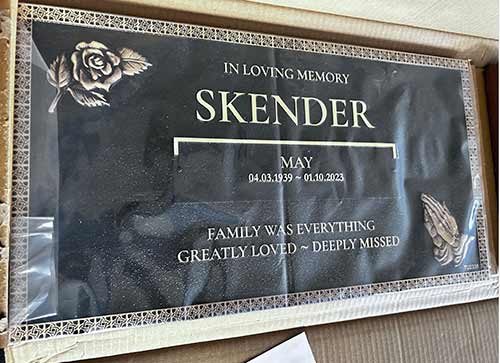 IN LOVING MEMORY
SKENDER
MAY
04.03.1939 ~ 01.10.2023
FAMILY WAS EVERYTHING
GREATLY LOVED ~ DEEPLY MISSED